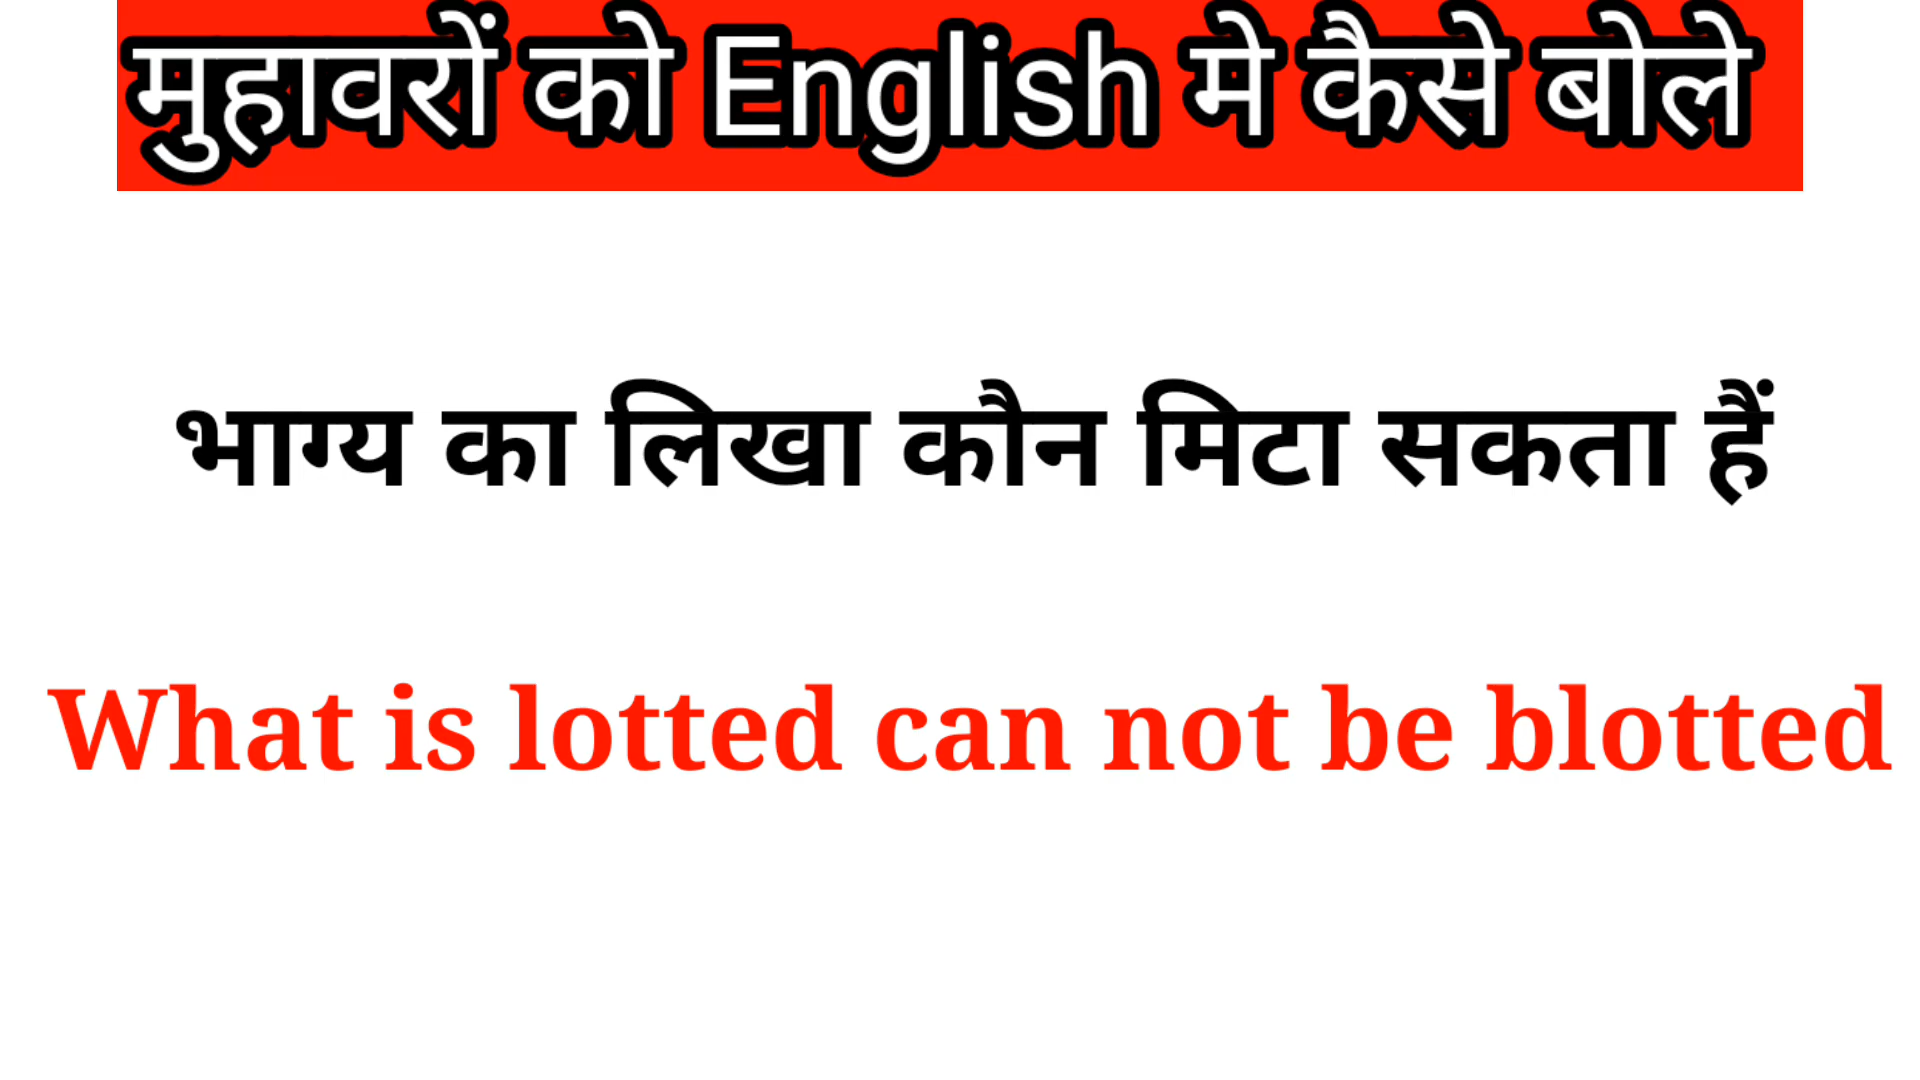 मुहावरों को English मे कैसे बोले
भाग्य का लिखा कौन मिटा सकता हैं
What is lotted can not be blotted